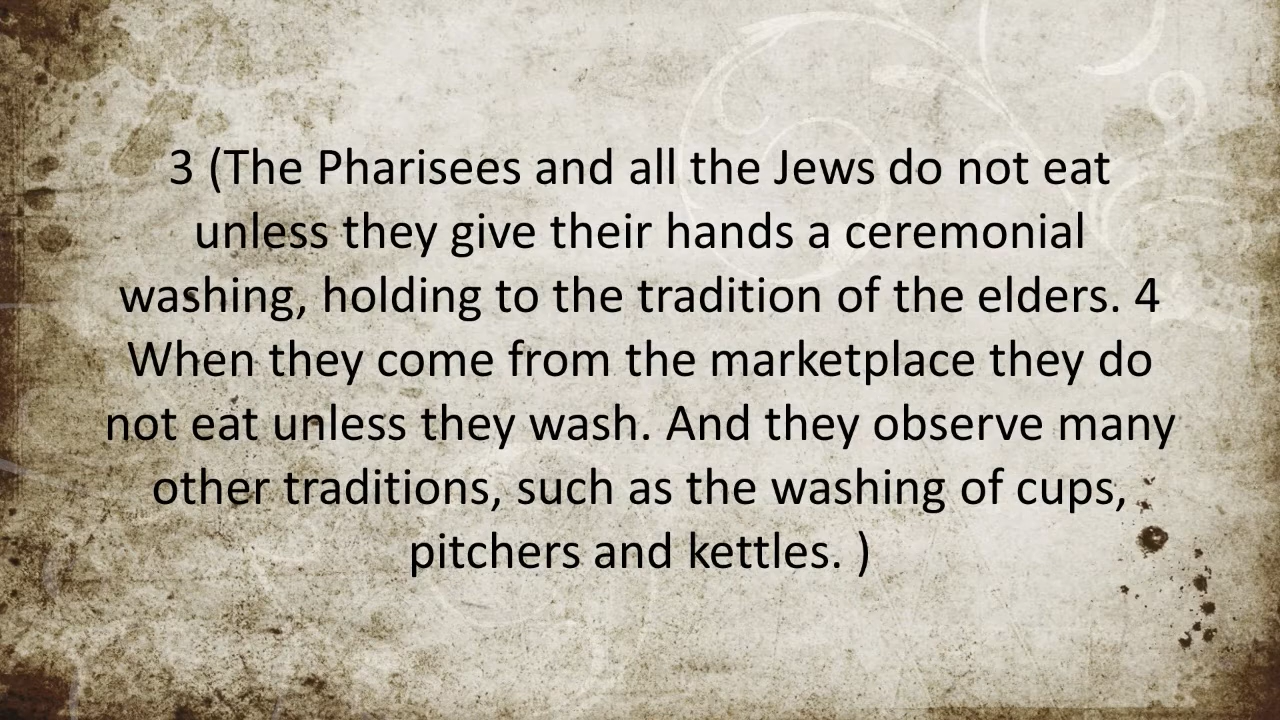 3 (The Pharisees and all the Jews do not eat
unless they give their hands a ceremonial
washing, holding to the tradition of the elders. 4
When they come from the marketplace they do
not eat unless they wash. And they observe many
other traditions, such as the washing of cups,
pitchers and kettles. )